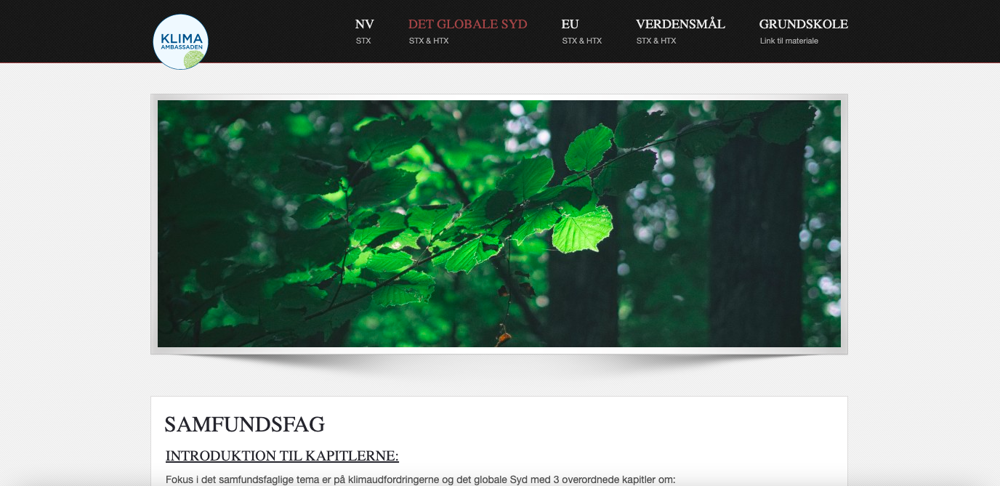 KLIMA
AMBASSADEN
NV
STX
DET GLOBALE SYD
STX & HTX
EU
STX & HTX
VERDENSMÅL
STX & HTX
GRUNDSKOLE
Link til materiale
SAMFUNDSFAG
INTRODUKTION TIL KAPITLERNE:
Fokus i det samfundsfaglige tema er på klimaudfordringerne og det globale Syd med 3 overordnede kapitler om: